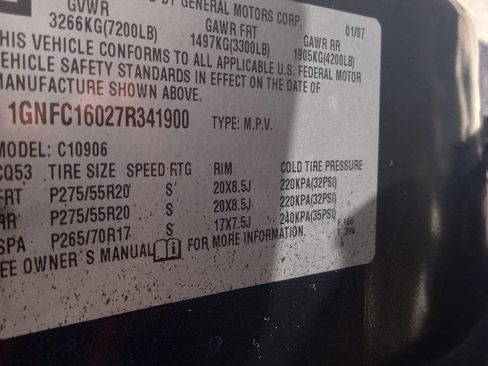 BY GENERAL MOTORS CORP.
GVWR GAWR FRT GAWR RR 01/07
3266KG(7200LB) 1497KG(3300LB) 1905KG(4200LB)
THIS VEHICLE CONFORMS TO ALL APPLICABLE U.S. FEDERAL MOTOR
VEHICLE SAFETY STANDARDS IN EFFECT ON THE DATE OF
MANUFACTURE SHOWN ABOVE.
1GNFC16027R341900 TYPE: M.P.V.
MODEL: C10906
CQ53 TIRE SIZE SPEED RTG RIM COLD TIRE PRESSURE
FRT P275/55R20 S 20X8.5J 220KPA(32PSI)
RR P275/55R20 S 20X8.5J 220KPA(32PSI)
SPA P265/70R17 S 17X7.5J 240KPA(35PSI)
SEE OWNER'S MANUAL FOR MORE INFORMATION.